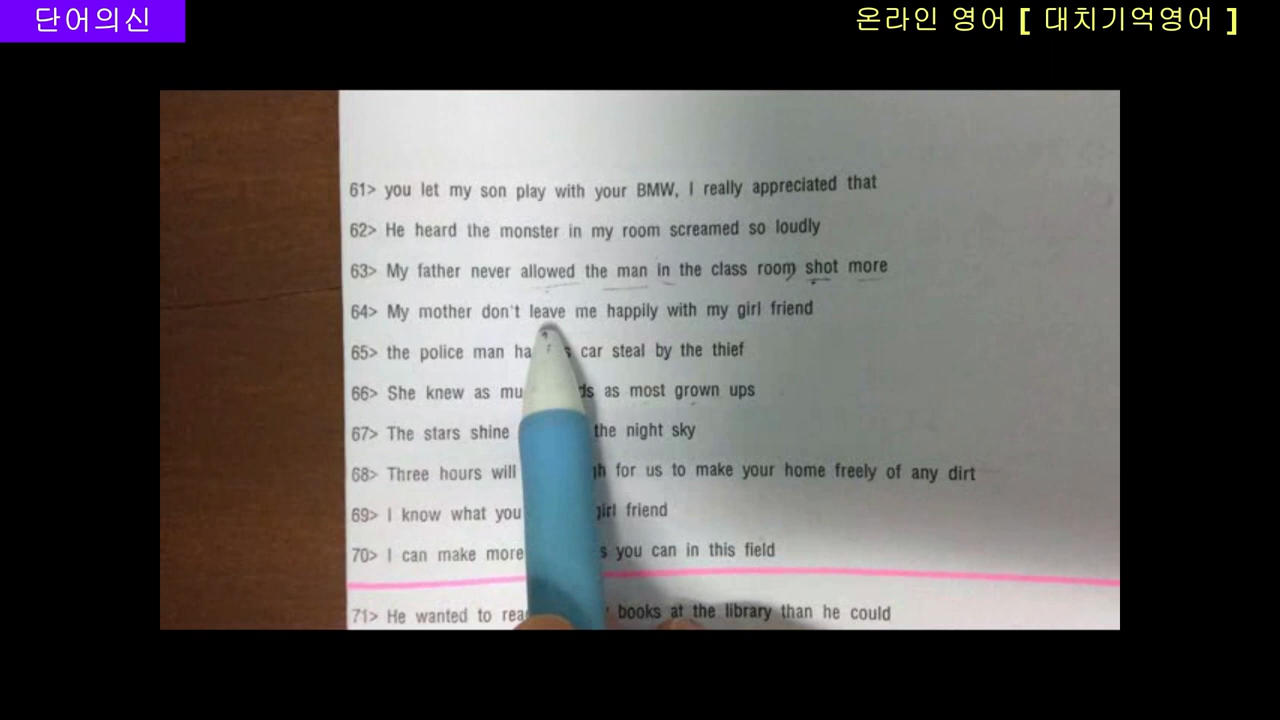 단어의신
온라인 영어 [ 대치기억영어 ]
61> you let my son play with your BMW, I really appreciated that
62> He heard the monster in my room screamed so loudly
63> My father never allowed the man in the class room, shot more
64> My mother don't leave me happily with my girl friend
65> the police man car steal by the thief
66> She knew as as most grown ups
67> The stars shine the night sky
68> Three hours will for us to make your home freely of any dirt
69> I know what you girl friend
70> I can make more you can in this field
71> He wanted to books at the library than he could